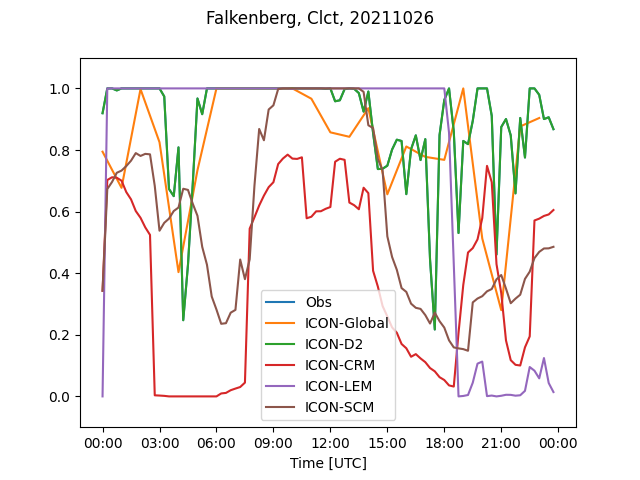 Falkenberg, Clct, 20211026
1.0
0.8
0.6
0.4
0.2
0.0
Obs
ICON-Global
ICON-D2
ICON-CRM
ICON-LEM
ICON-SCM
00:00 03:00 06:00 09:00 12:00 15:00 18:00 21:00 00:00
Time [UTC]